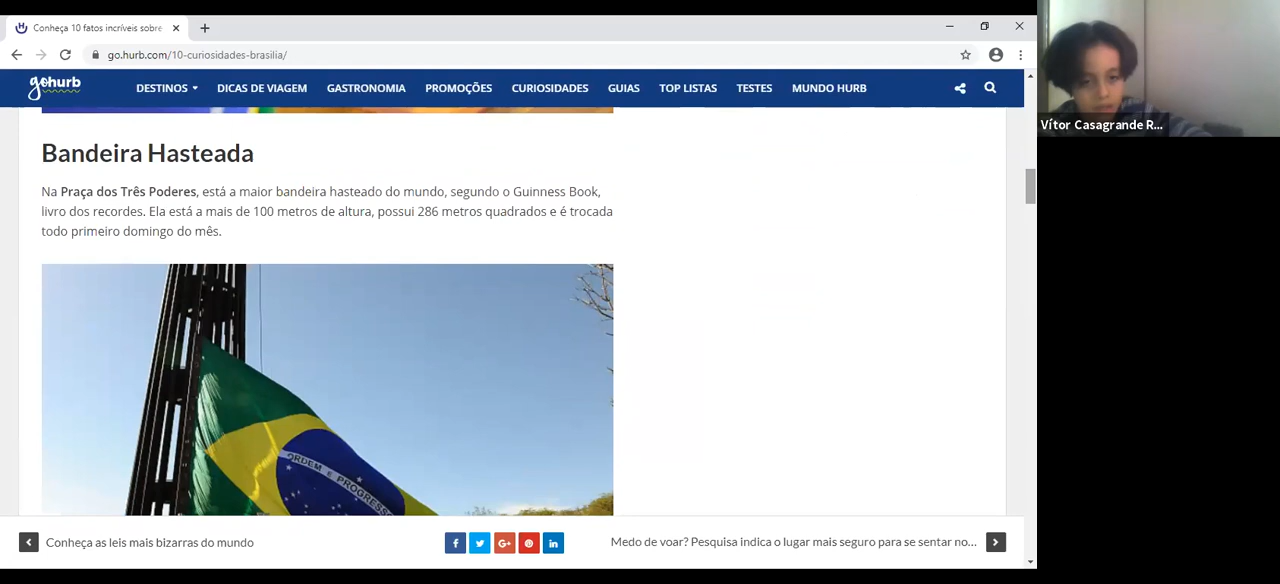 Conheça 10 fatos incríveis sobre
go.hurb.com/10-curiosidades-brasilia/
gohurb
DESTINOS DICAS DE VIAGEM GASTRONOMIA PROMOÇÕES CURIOSIDADES GUIAS TOP LISTAS TESTES MUNDO HURB
Vítor Casagrande R...
Bandeira Hasteada
Na Praça dos Três Poderes, está a maior bandeira hasteado do mundo, segundo o Guinness Book,
livro dos recordes. Ela está a mais de 100 metros de altura, possui 286 metros quadrados e é trocada
todo primeiro domingo do mês.
ORDEM E PROGRESSO
Conheça as leis mais bizarras do mundo
f G+ in
Medo de voar? Pesquisa indica o lugar mais seguro para se sentar no...